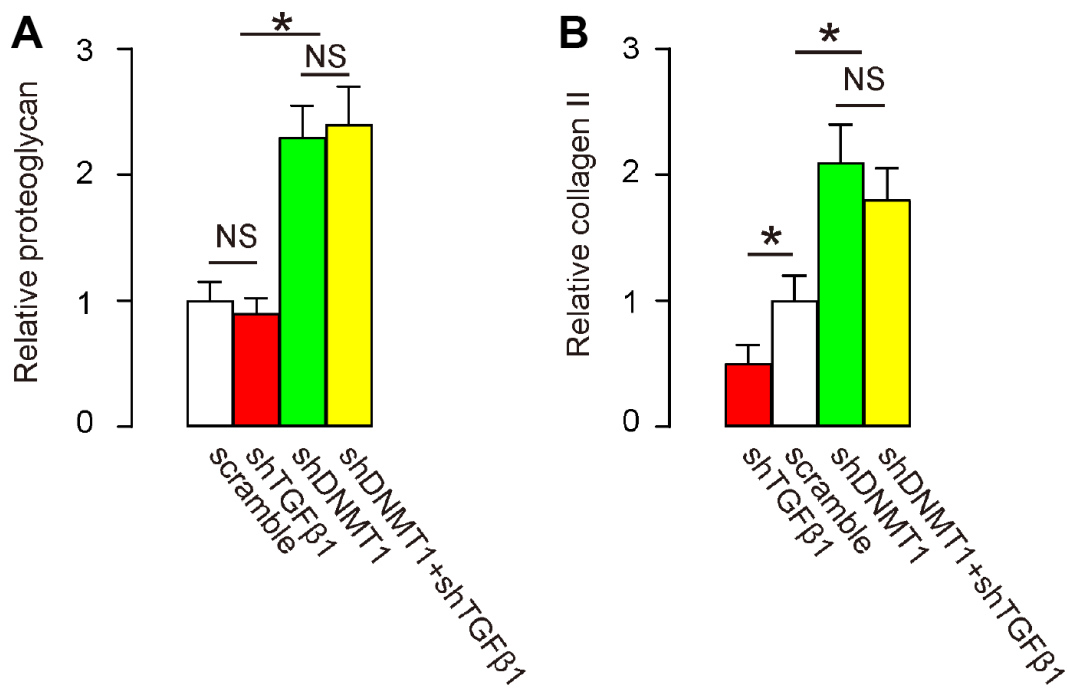 A
Relative proteoglycan
3
2
1
0
*
NS
NS
scramble
shTGFβ1
shDNMT1
shDNMT1+shTGFβ1
B
Relative collagen II
3
2
1
0
*
NS
*
shTGFβ1
scramble
shDNMT1
shDNMT1+shTGFβ1